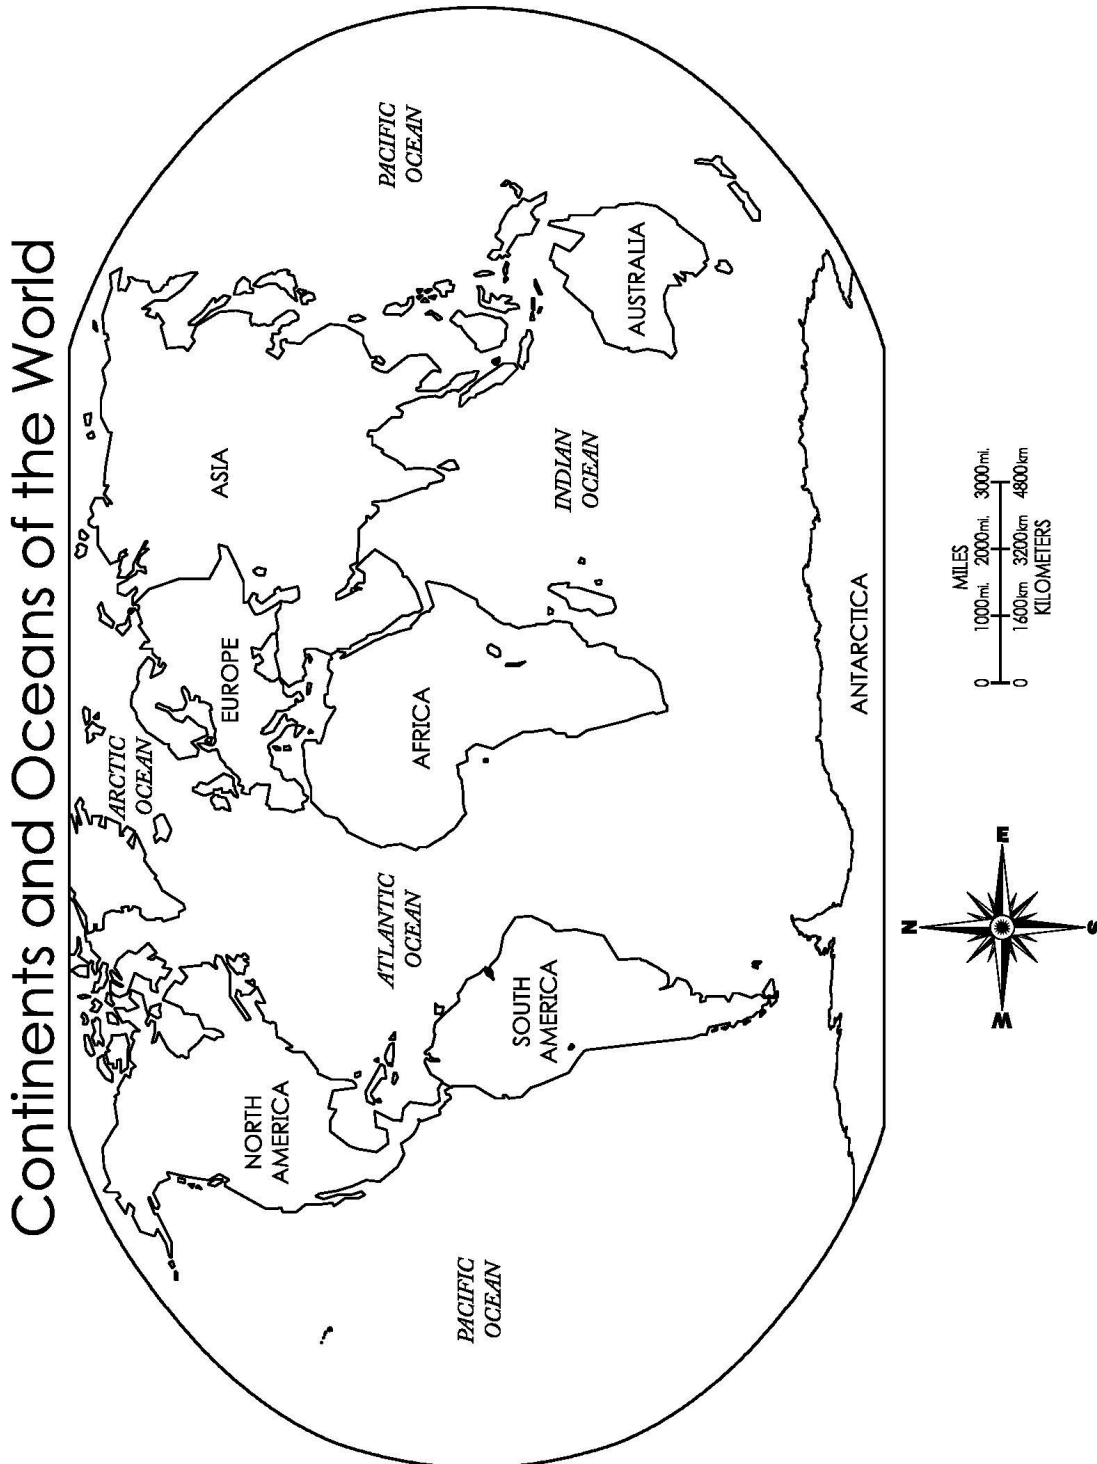 Continents and Oceans of the World
ARCTIC
OCEAN
NORTH
AMERICA
EUROPE
ASIA
PACIFIC
OCEAN
ATLANTIC
OCEAN
AFRICA
PACIFIC
OCEAN
SOUTH
AMERICA
INDIAN
OCEAN
AUSTRALIA
ANTARCTICA
N
W E
S
MILES
0 1000mi. 2000mi. 3000mi.
0 1600km 3200km 4800km
KILOMETERS